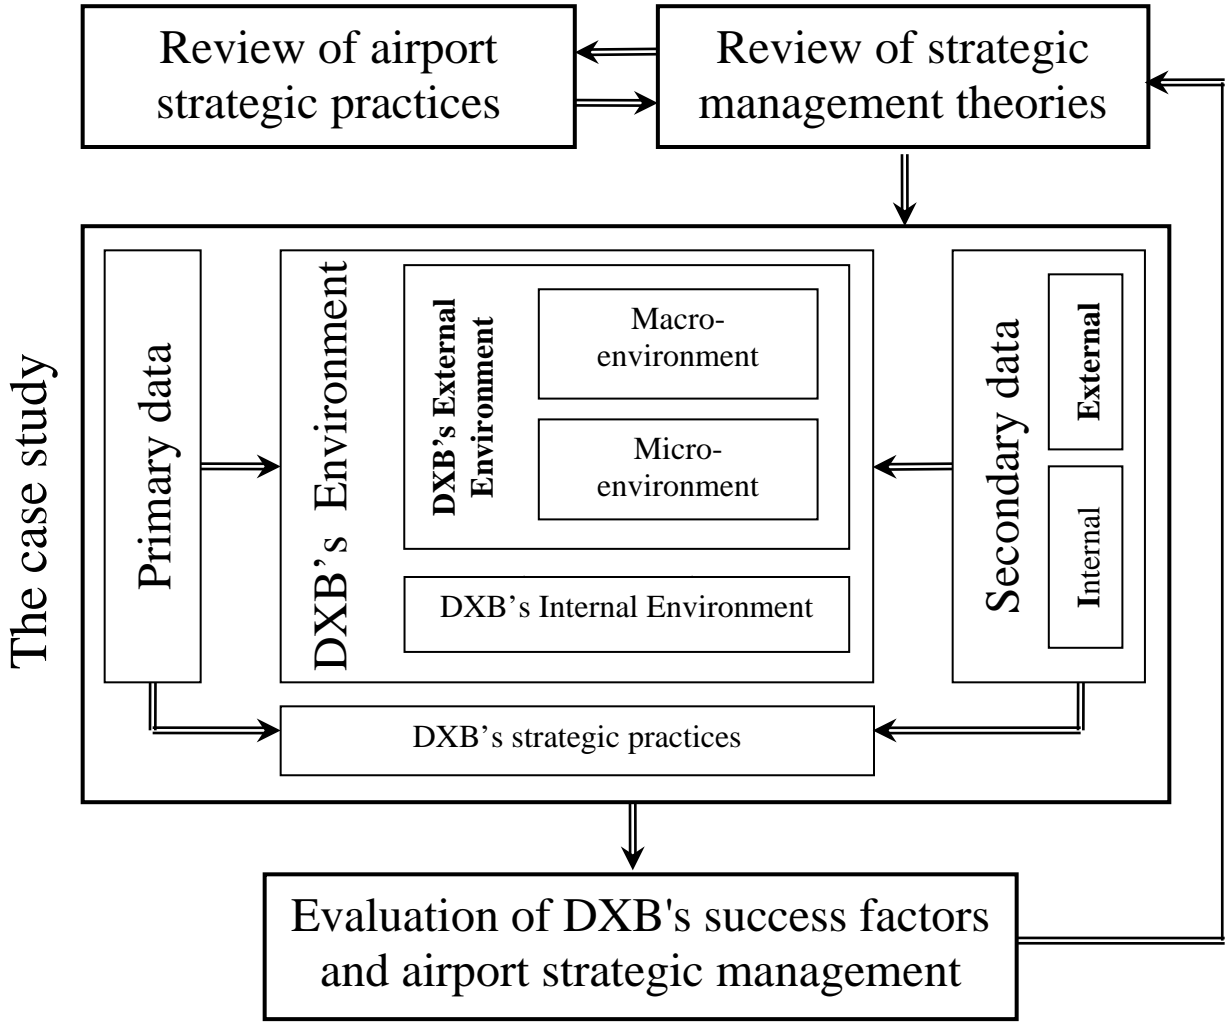 Review of airport
strategic practices
Review of strategic
management theories
The case study
Primary data
DXB’s Environment
DXB’s External
Environment
Macro-
environment
Micro-
environment
DXB’s Internal Environment
Secondary data
External
Internal
DXB’s strategic practices
Evaluation of DXB's success factors
and airport strategic management